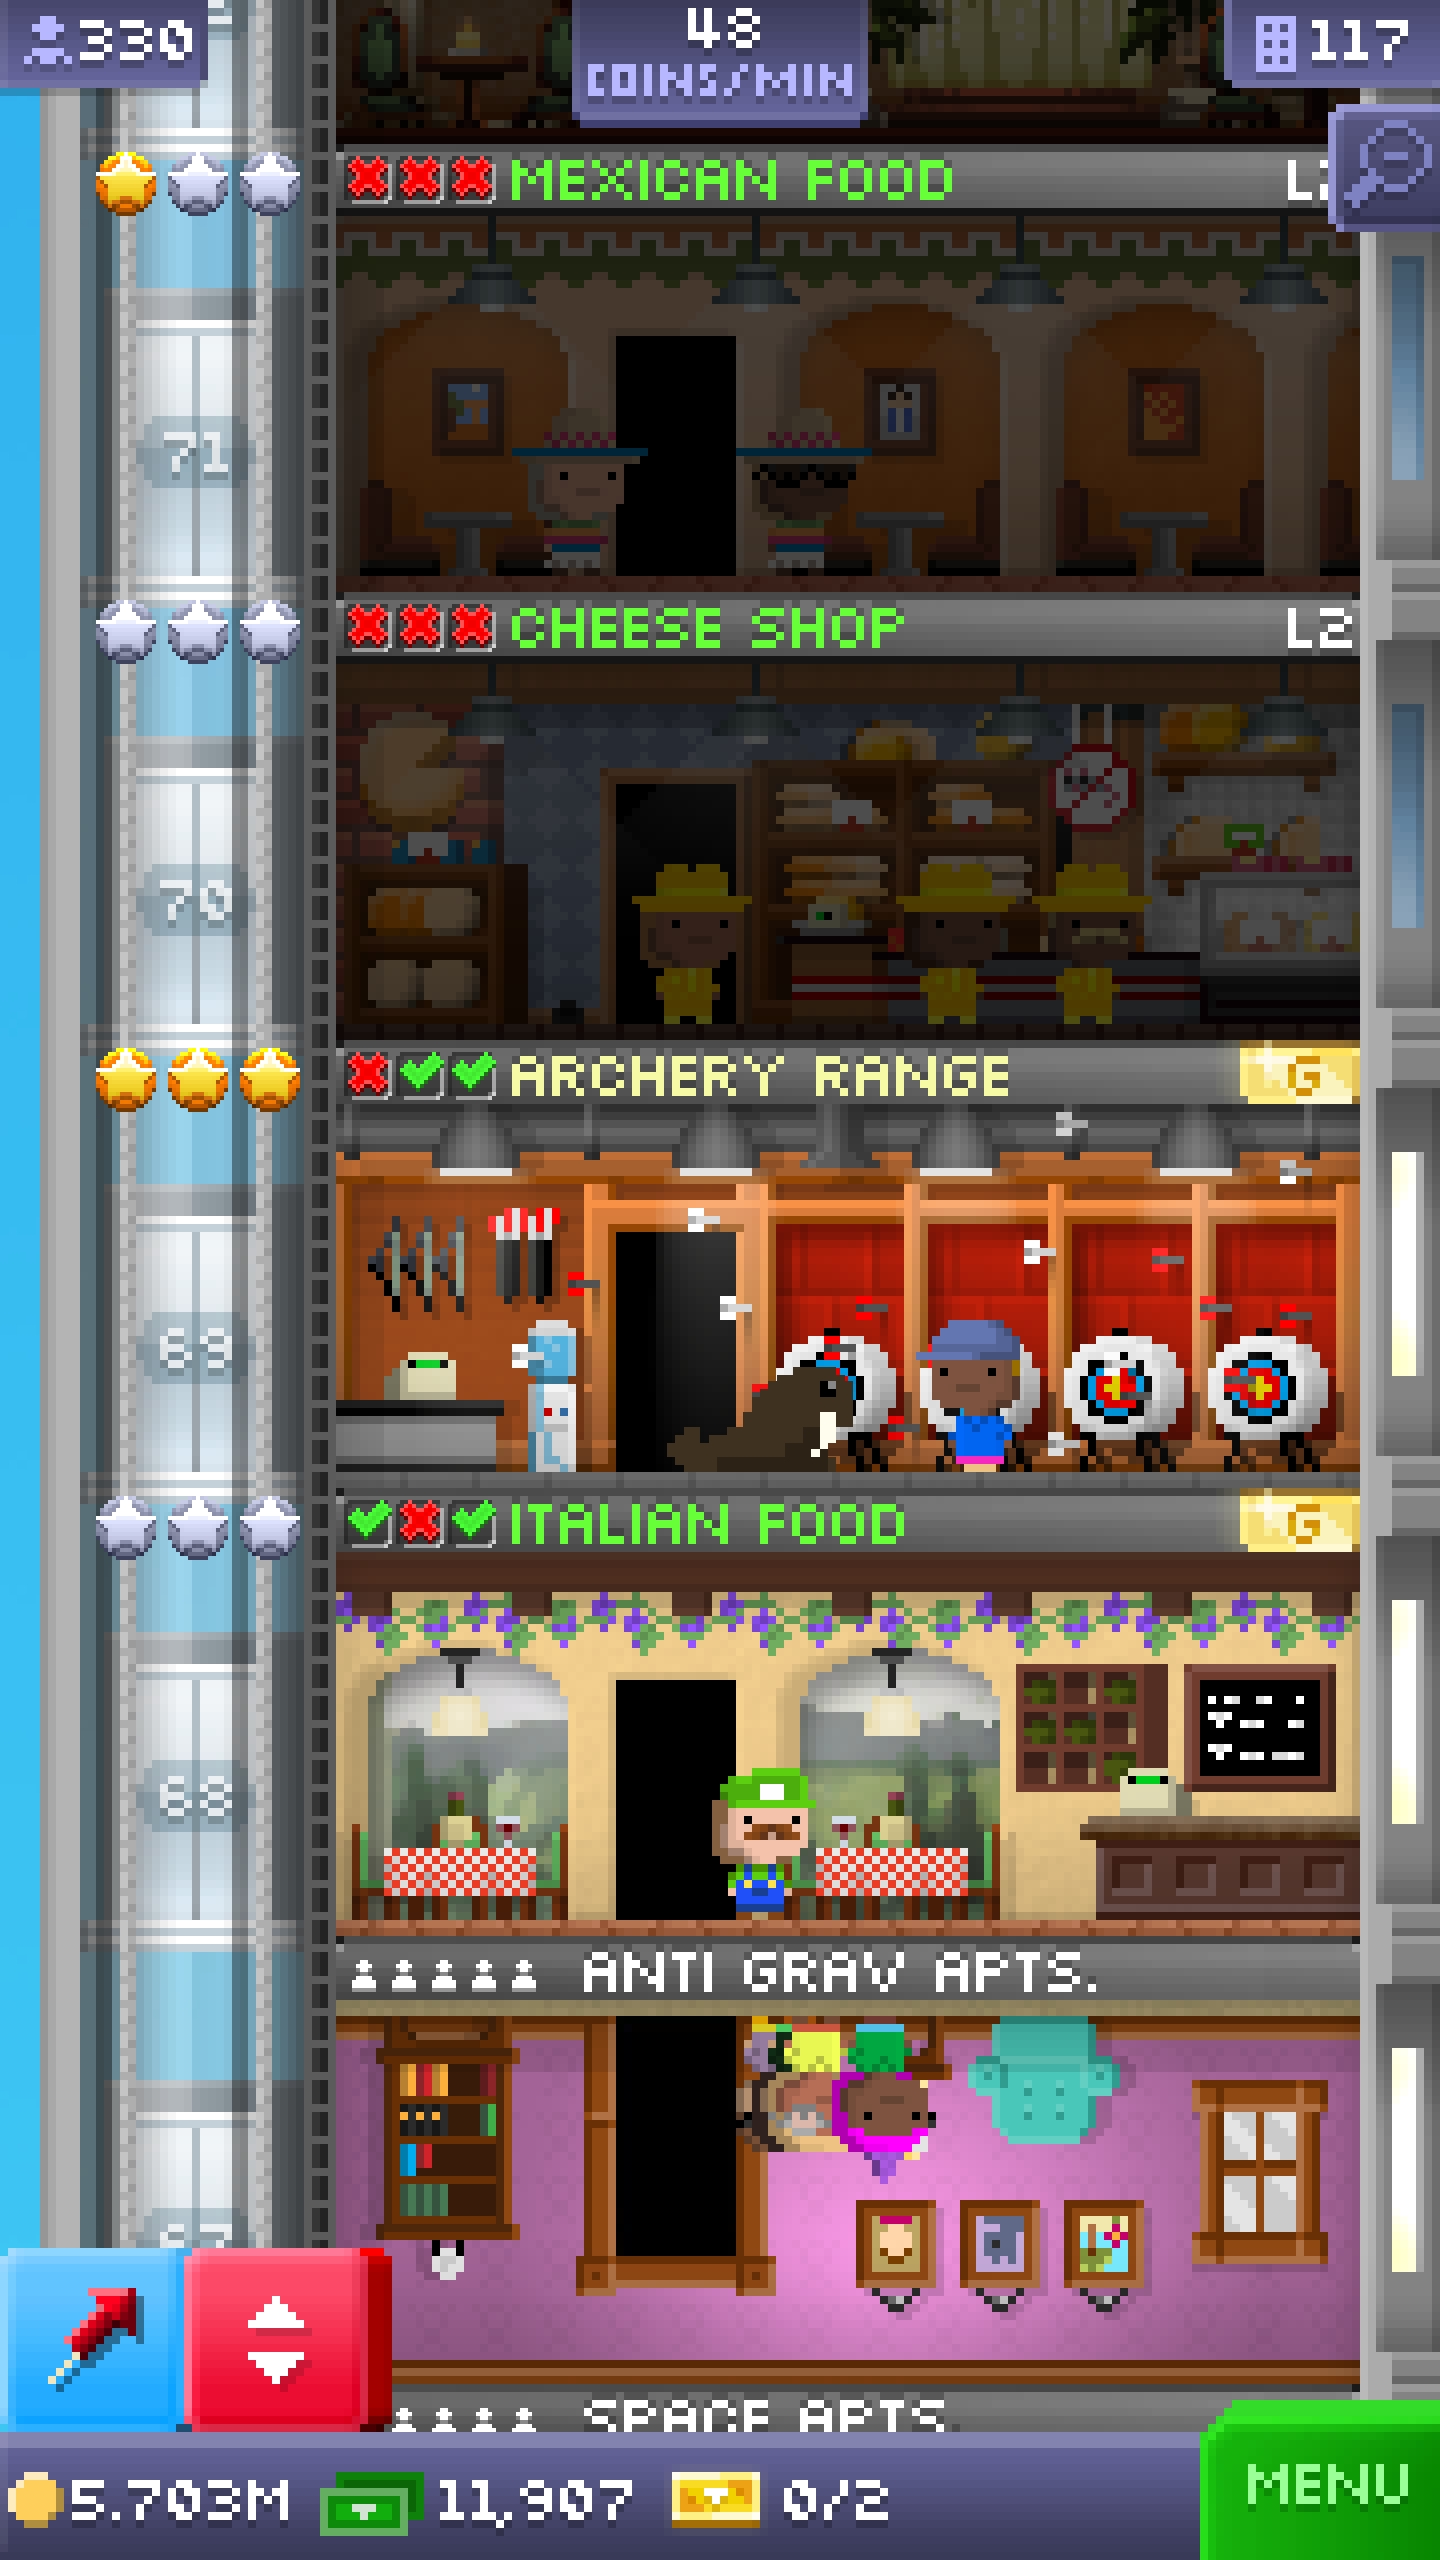 330
48
COINS/MIN
117
MEXICAN FOOD
71
CHEESE SHOP L2
70
ARCHERY RANGE G
69
ITALIAN FOOD G
68
ANTI GRAV APTS.
67
SPACE APTS.
5.703M 11,907 0/2
MENU